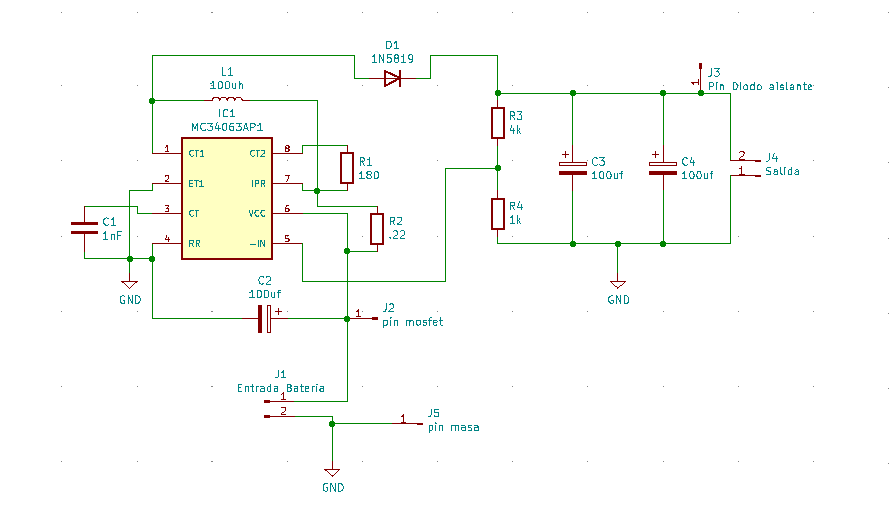 D1
1N5819
L1
100uh
IC1
MC34063AP1
1 CT1 CT2 8
2 ET1 IPR 7
3 CT VCC 6
4 RR -IN 5
R1
180
R2
.22
C1
1nF
GND
C2
100uf
+
1
J2
pin mosfet
J1
Entrada Bateria
1
2
1
J5
pin masa
GND
R3
4k
R4
1k
+
C3
100uf
+
C4
100uf
1
J3
Pin Diodo aislante
2
1
J4
Salida
GND